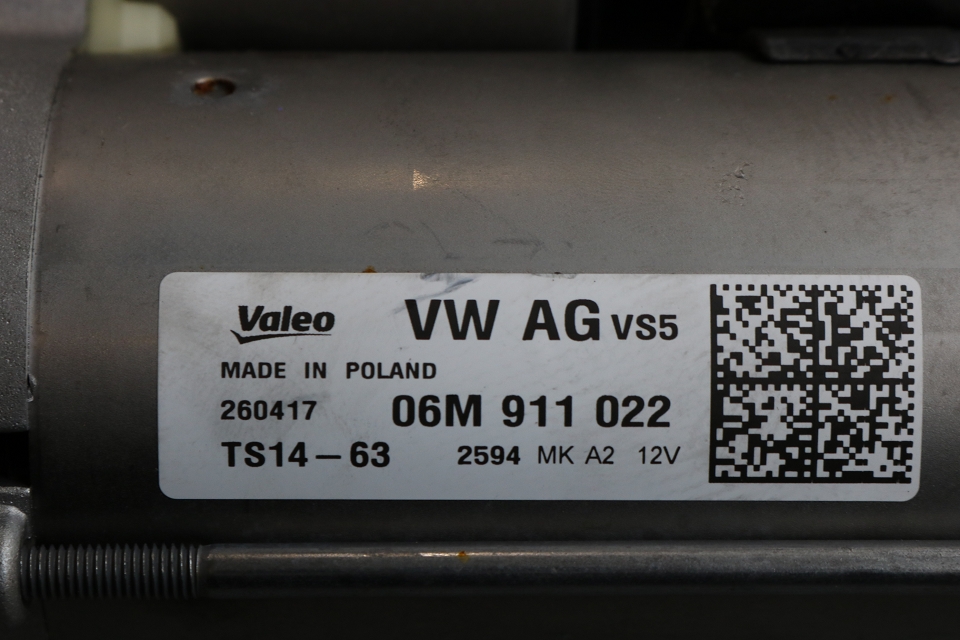 Valeo VW AG VS5
MADE IN POLAND
260417 06M 911 022
TS14-63 2594 MK A2 12V